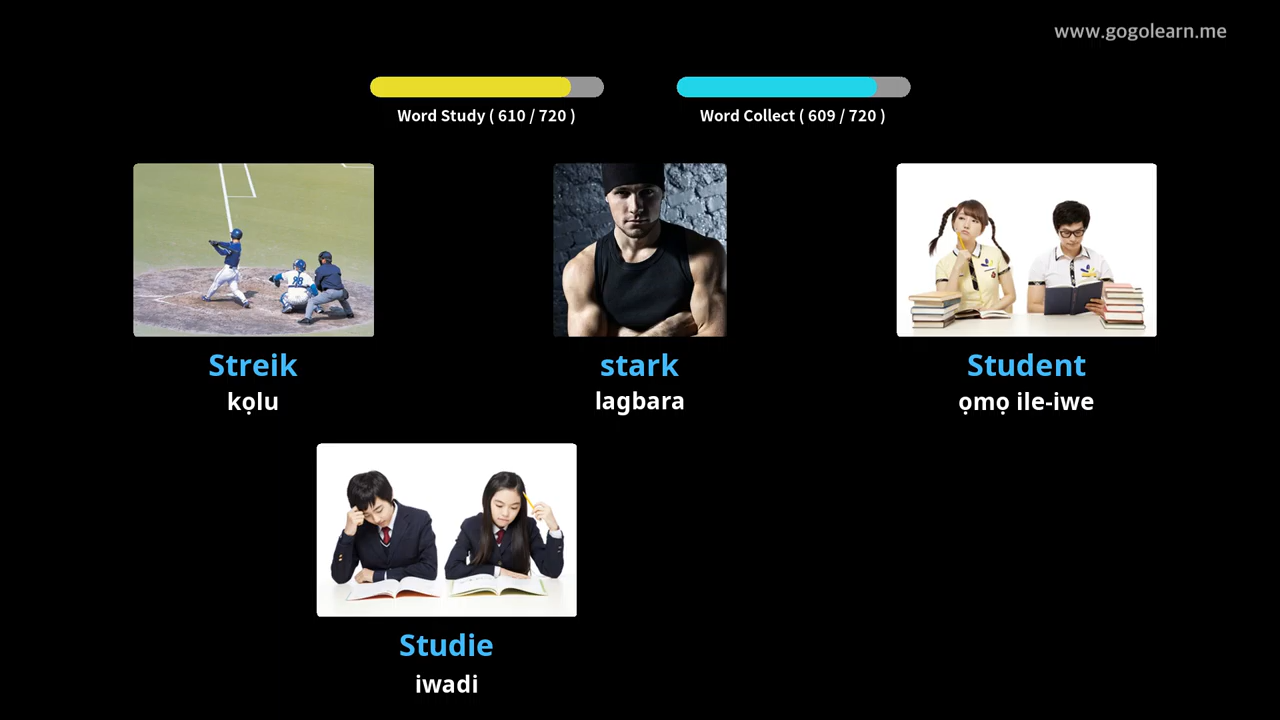 www.gogolearn.me
Word Study ( 610 / 720 )
Word Collect ( 609 / 720 )
Streik
kọlu
stark
lagbara
Student
ọmọ ile-iwe
Studie
iwadi